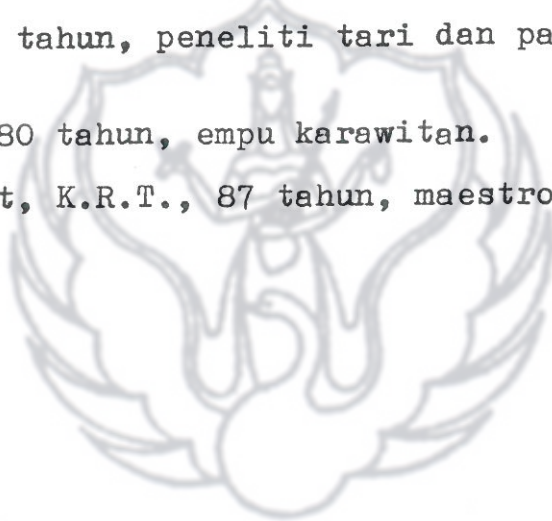 tahun, peneliti tari dan pa
80 tahun, empu karawitan.
t, K.R.T., 87 tahun, maestro